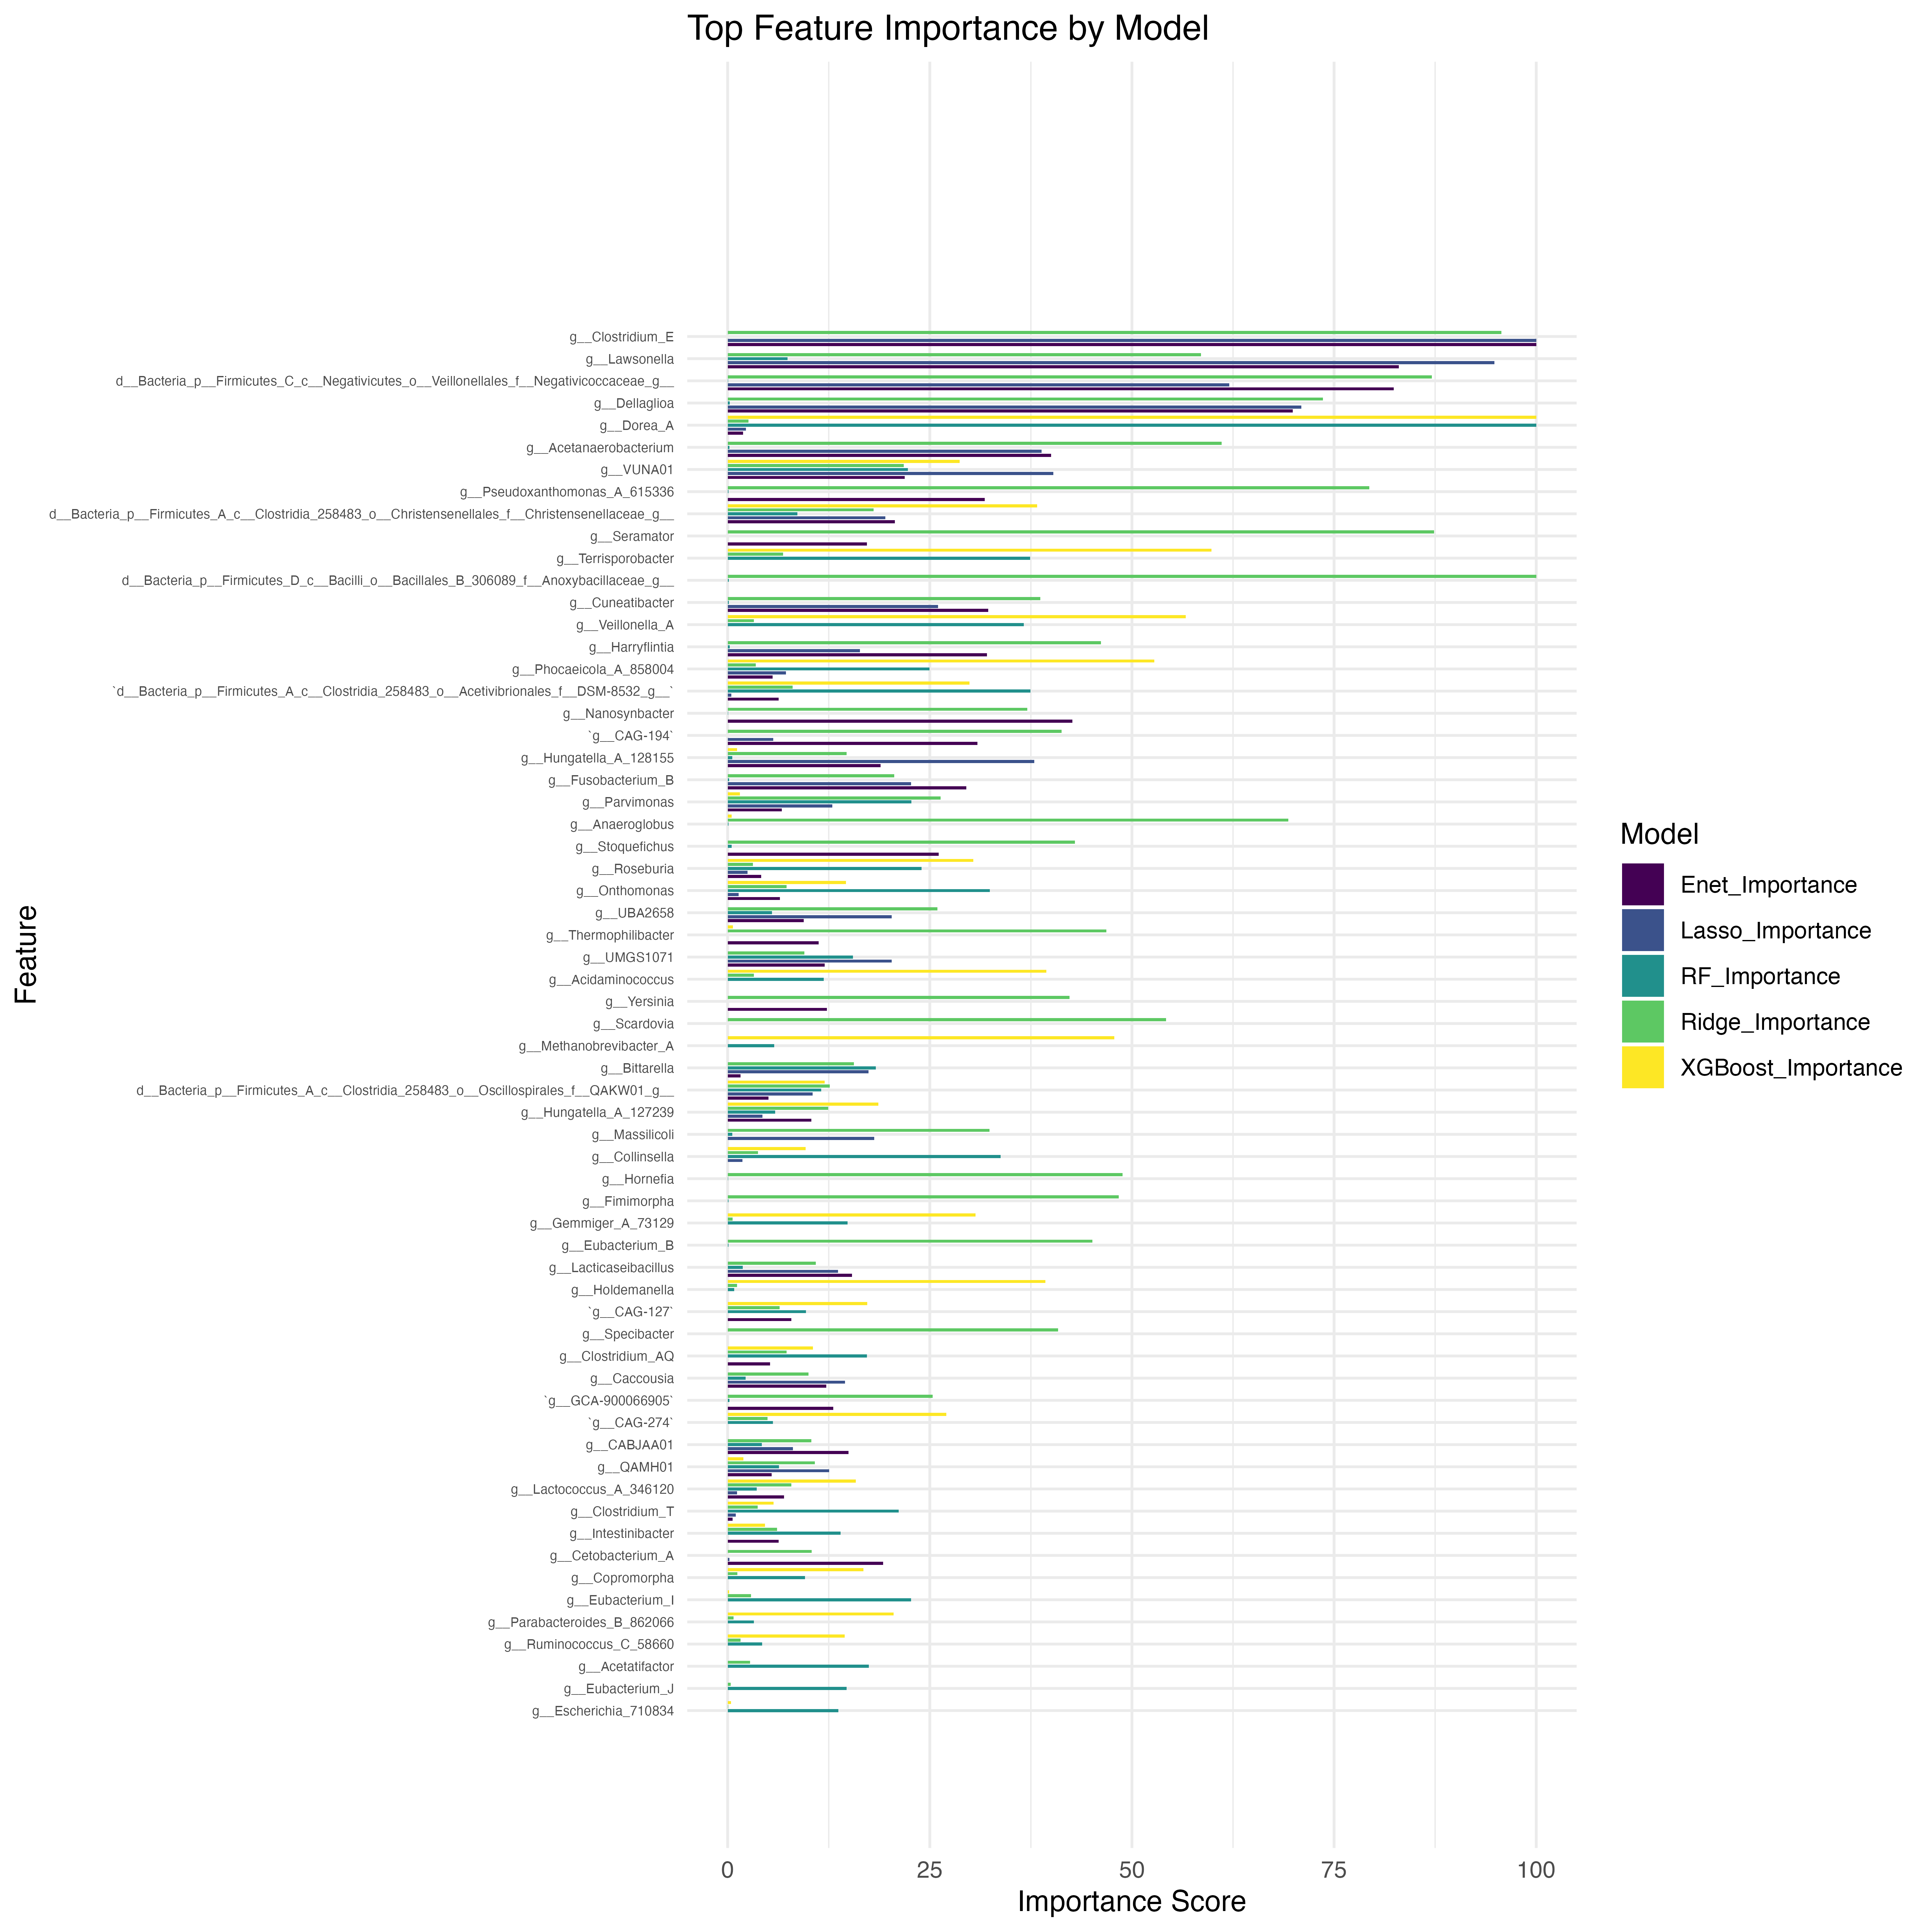 Top Feature Importance by Model
Feature
g__Clostridium_E
g__Lawsonella
d__Bacteria_p__Firmicutes_C_c__Negativicutes_o__Veillonellales_f__Negativicoccaceae_g__
g__Dellaglioa
g__Dorea_A
g__Acetanaerobacterium
g__VUNA01
g__Pseudoxanthomonas_A_615336
d__Bacteria_p__Firmicutes_A_c__Clostridia_258483_o__Christensenellales_f__Christensenellaceae_g__
g__Seramator
g__Terrisporobacter
d__Bacteria_p__Firmicutes_D_c__Bacilli_o__Bacillales_B_306089_f__Anoxybacillaceae_g__
g__Cuneatibacter
g__Veillonella_A
g__Harryflintia
g__Phocaeicola_A_858004
`d__Bacteria_p__Firmicutes_A_c__Clostridia_258483_o__Acetivibrionales_f__DSM-8532_g__`
g__Nanosynbacter
`g__CAG-194`
g__Hungatella_A_128155
g__Fusobacterium_B
g__Parvimonas
g__Anaeroglobus
g__Stoquefichus
g__Roseburia
g__Onthomonas
g__UBA2658
g__Thermophilibacter
g__UMGS1071
g__Acidaminococcus
g__Yersinia
g__Scardovia
g__Methanobrevibacter_A
g__Bittarella
d__Bacteria_p__Firmicutes_A_c__Clostridia_258483_o__Oscillospirales_f__QAKW01_g__
g__Hungatella_A_127239
g__Massilicoli
g__Collinsella
g__Hornefia
g__Fimimorpha
g__Gemmiger_A_73129
g__Eubacterium_B
g__Lacticaseibacillus
g__Holdemanella
`g__CAG-127`
g__Specibacter
g__Clostridium_AQ
g__Caccousia
`g__GCA-900066905`
`g__CAG-274`
g__CABJAA01
g__QAMH01
g__Lactococcus_A_346120
g__Clostridium_T
g__Intestinibacter
g__Cetobacterium_A
g__Copromorpha
g__Eubacterium_I
g__Parabacteroides_B_862066
g__Ruminococcus_C_58660
g__Acetatifactor
g__Eubacterium_J
g__Escherichia_710834
0 25 50 75 100
Importance Score
Model
Enet_Importance
Lasso_Importance
RF_Importance
Ridge_Importance
XGBoost_Importance